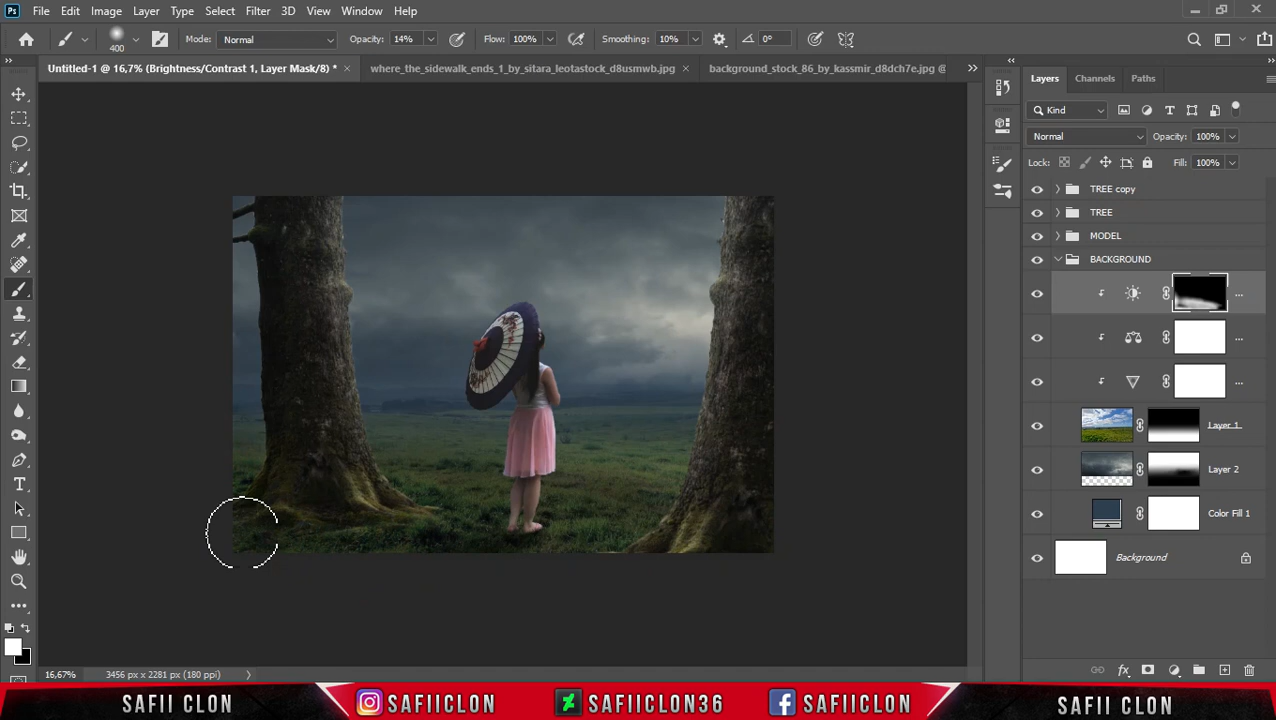 Ps File Edit Image Layer Type Select Filter 3D View Window Help
400 Mode: Normal Opacity: 14% Flow: 100% Smoothing: 10% 0°
Untitled-1 @ 16,7% (Brightness/Contrast 1, Layer Mask/8) * × where_the_sidewalk_ends_1_by_sitara_leotastock_d8usmwb.jpg × background_stock_86_by_kassmir_d8dch7e.jpg @
Layers Channels Paths
Kind
Normal Opacity: 100%
Lock: Fill: 100%
TREE copy
TREE
MODEL
BACKGROUND
Layer 1
Layer 2
Color Fill 1
Background
16,67% 3456 px x 2281 px (180 ppi)
SAFII CLON SAFIICLON SAFIICLON36 SAFIICLON SAFII CLON